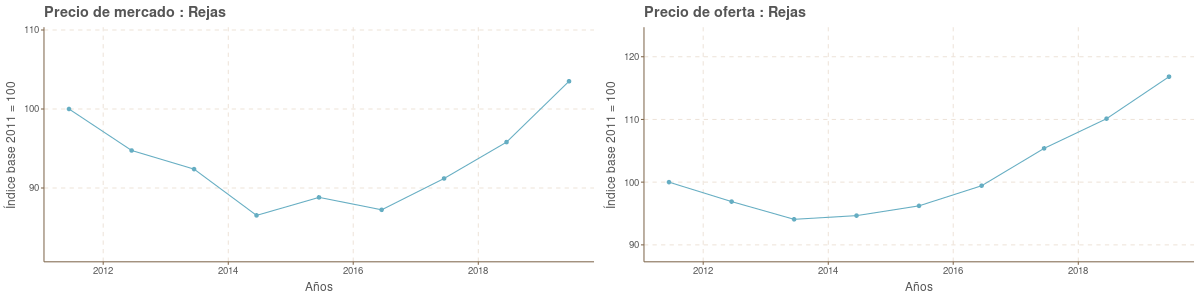 Precio de mercado : Rejas
110
100
90
Índice base 2011 = 100
2012
2014
2016
2018
Años
Precio de oferta : Rejas
120
110
100
90
Índice base 2011 = 100
2012
2014
2016
2018
Años